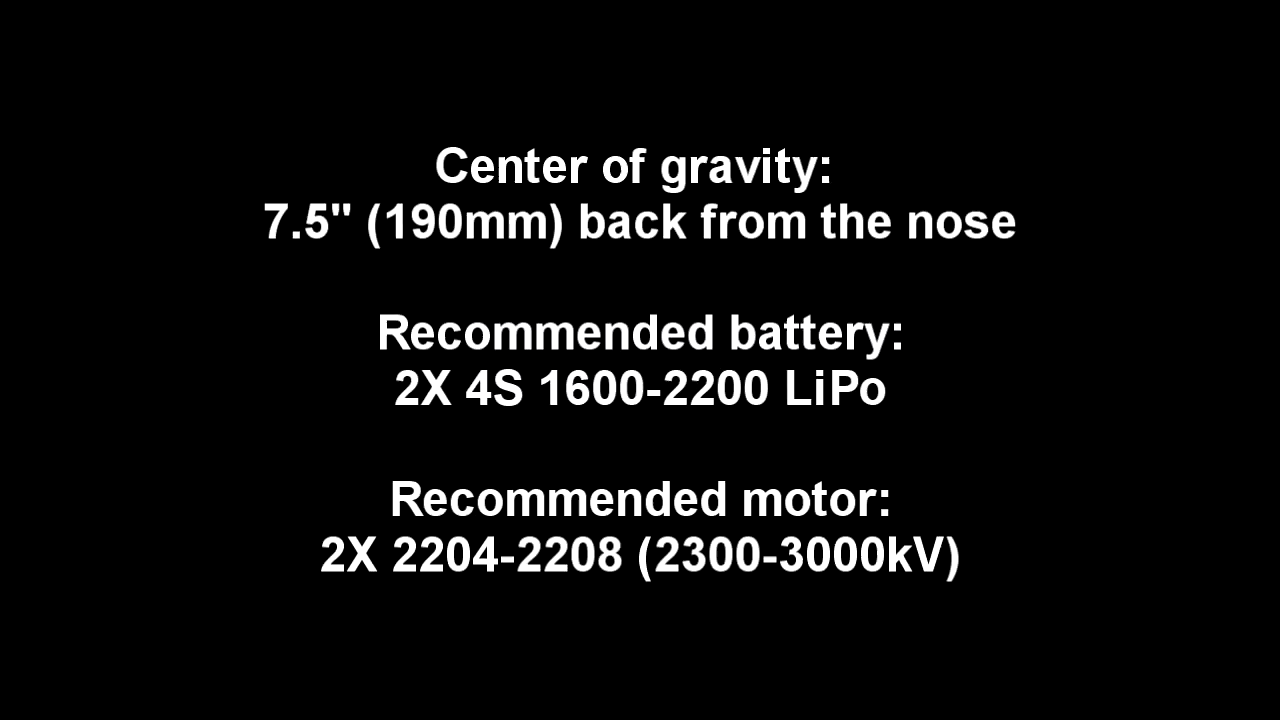 Center of gravity:
7.5" (190mm) back from the nose
Recommended battery:
2X 4S 1600-2200 LiPo
Recommended motor:
2X 2204-2208 (2300-3000kV)